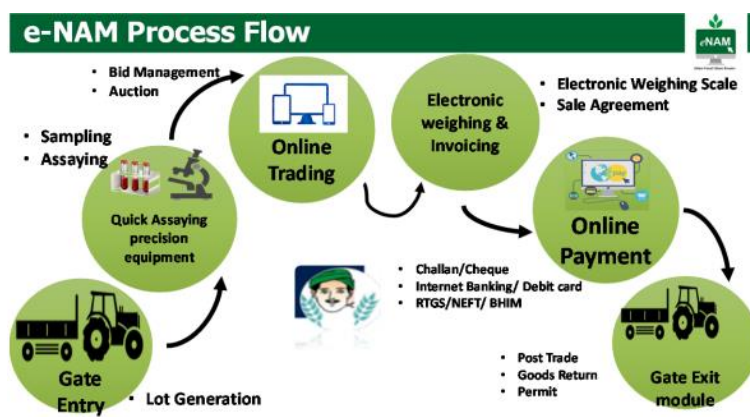 e-NAM Process Flow
eNAM
• Bid Management
• Auction
• Sampling
• Assaying
Quick Assaying
precision
equipment
Gate
Entry
• Lot Generation
Online
Trading
Electronic
weighing &
Invoicing
• Electronic Weighing Scale
• Sale Agreement
Online
Payment
• Challan/Cheque
• Internet Banking/ Debit card
• RTGS/NEFT/ BHIM
• Post Trade
• Goods Return
• Permit
Gate Exit
module